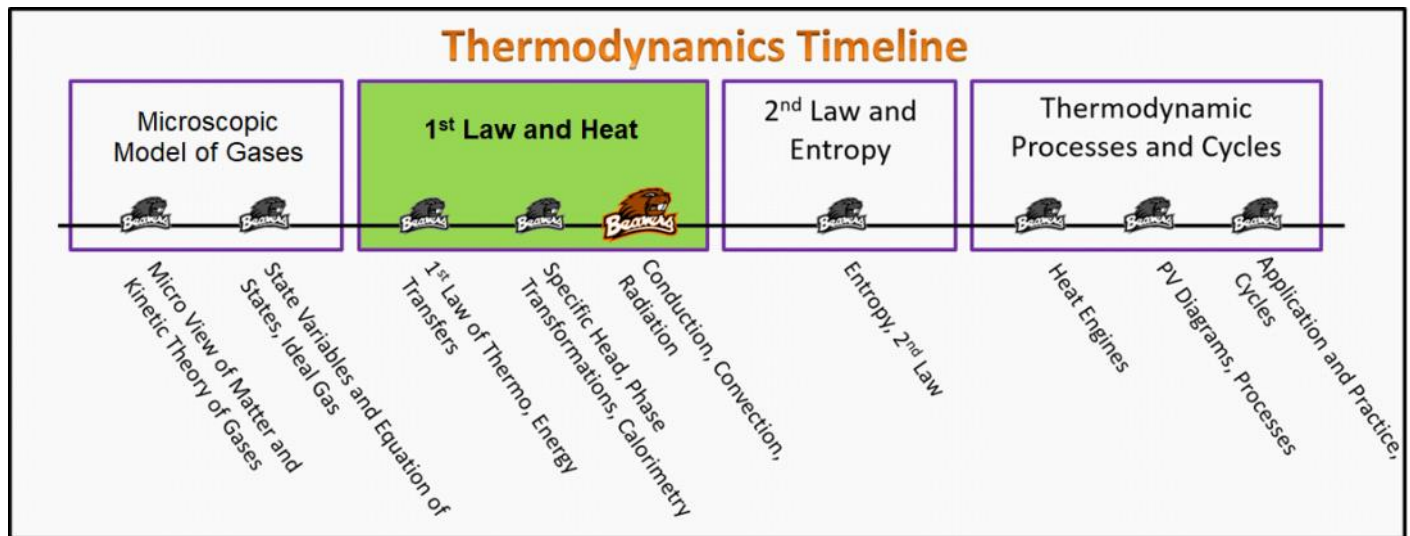 Thermodynamics Timeline
Microscopic
Model of Gases
1st Law and Heat
2nd Law and
Entropy
Thermodynamic
Processes and Cycles
Beavers
Beavers
Beavers
Beavers
Beavers
Beavers
Beavers
Beavers
Beavers
Micro View of Matter and
Kinetic Theory of Gases
State Variables and Equation of
States, Ideal Gas
1st Law of Thermo, Energy
Transfers
Specific Head, Phase
Transformations, Calorimetry
Conduction, Convection,
Radiation
Entropy, 2nd Law
Heat Engines
PV Diagrams, Processes
Application and Practice,
Cycles